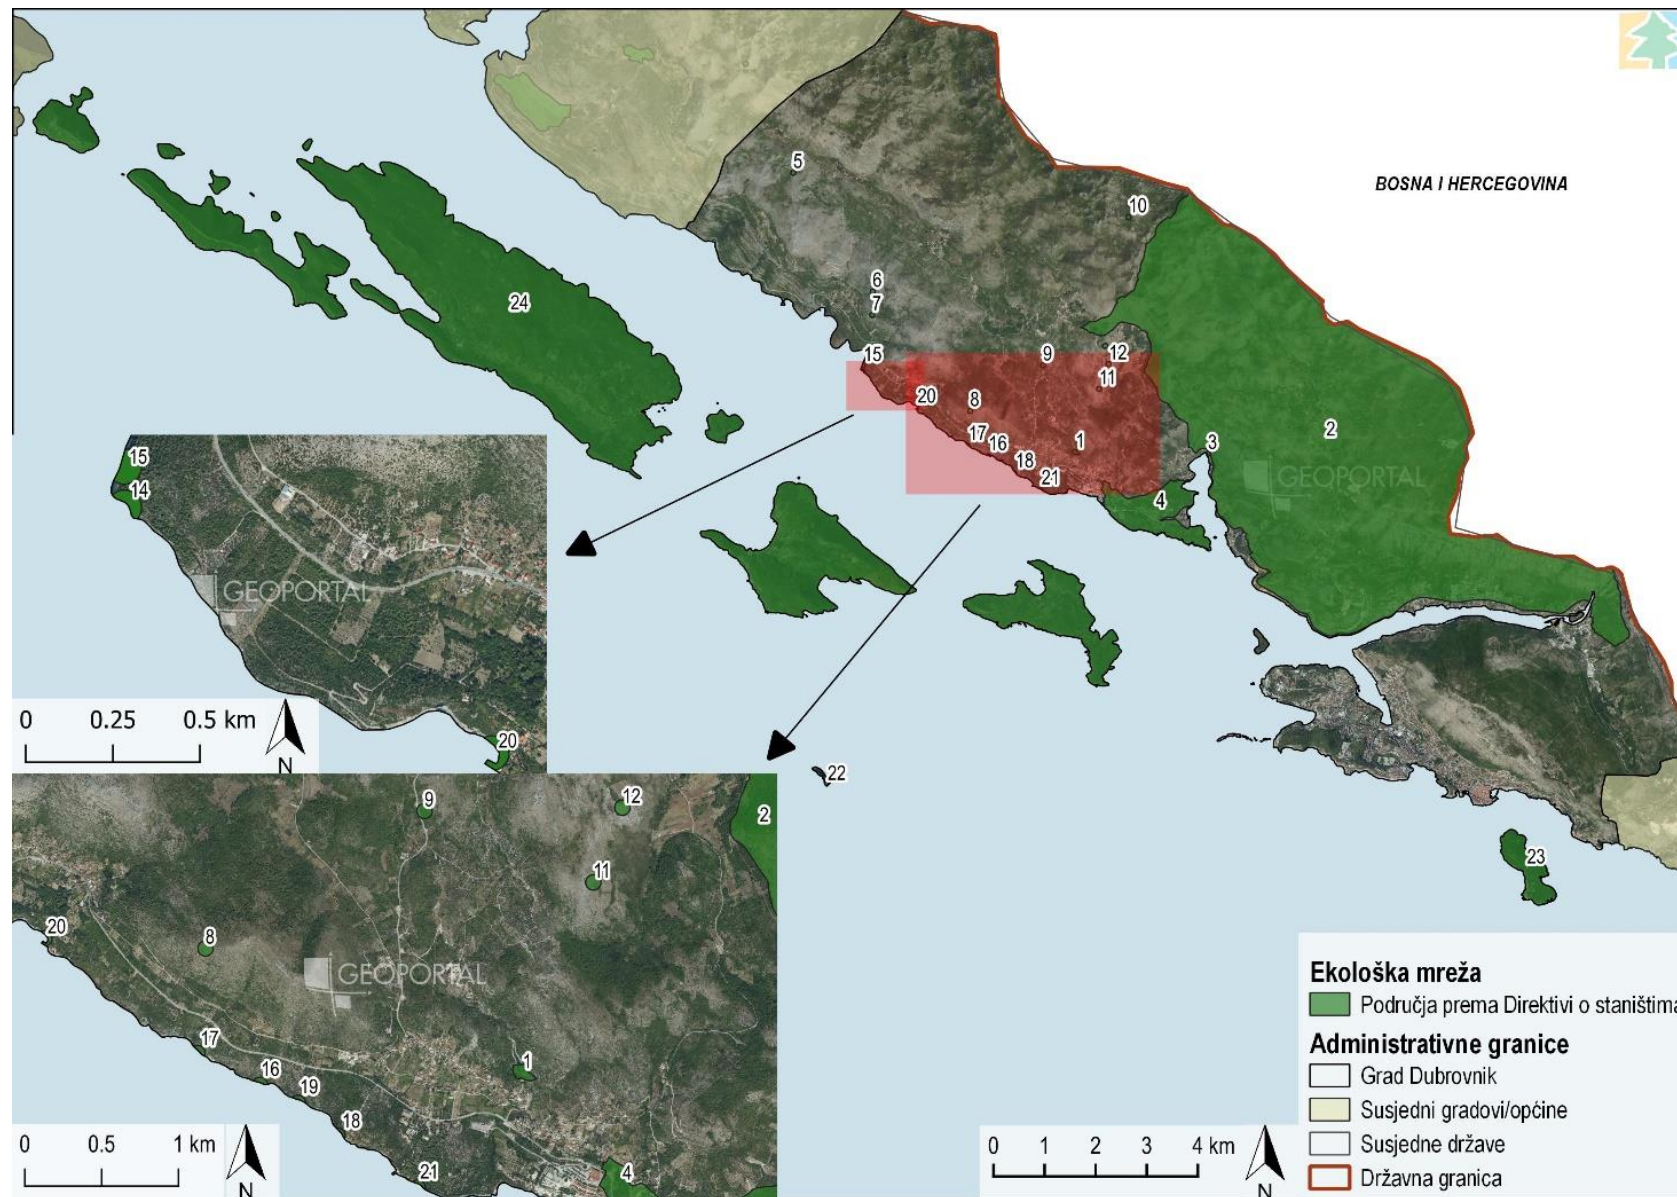 5
BOSNA I HERCEGOVINA
10
6
24
7
15
9
12
11
20
8
2
17
16
1
3
18
21
4
GEOPORTAL
15
14
GEOPORTAL
0 0.25 0.5 km
N
20
22
9
12
2
11
20
8
GEOPORTAL
17
16
19
1
18
21
4
0 0.5 1 km
N
23
0 1 2 3 4 km
N
Ekološka mreža
Područja prema Direktivi o staništima
Administrativne granice
Grad Dubrovnik
Susjedni gradovi/općine
Susjedne države
Državna granica